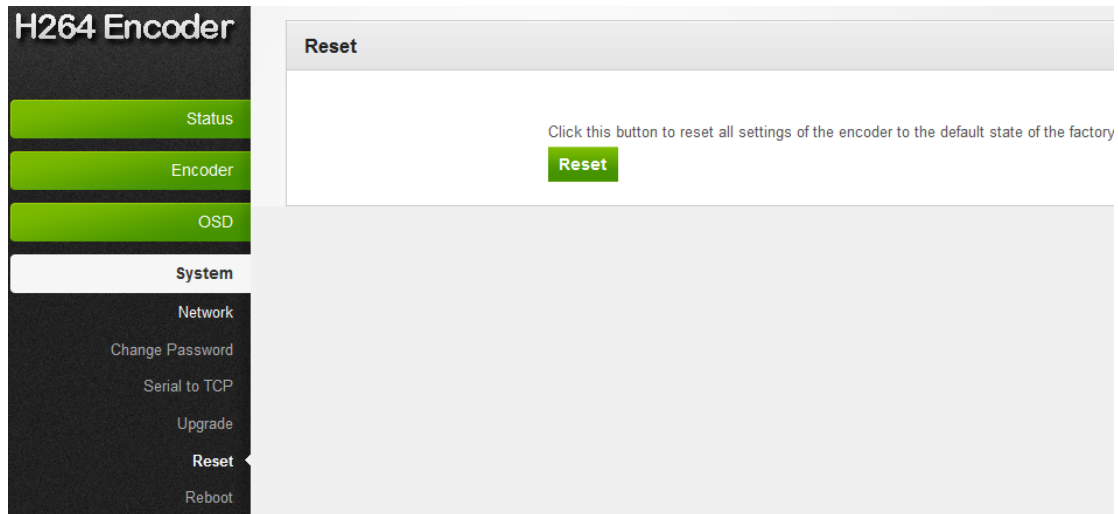 H264 Encoder
Status
Encoder
OSD
System
Network
Change Password
Serial to TCP
Upgrade
Reset
Reboot
Reset
Click this button to reset all settings of the encoder to the default state of the factory
Reset